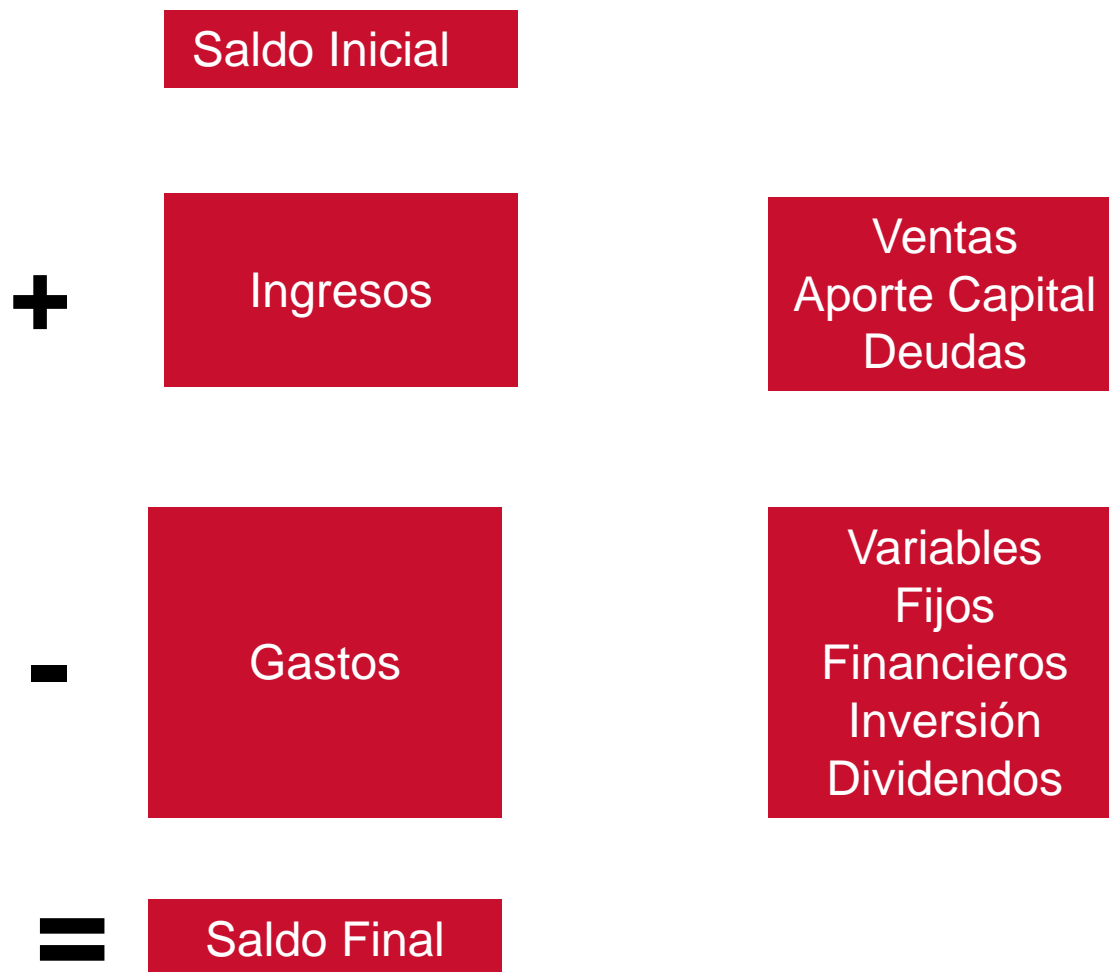 Saldo Inicial
+
Ingresos
Ventas
Aporte Capital
Deudas
-
Gastos
Variables
Fijos
Financieros
Inversión
Dividendos
=
Saldo Final